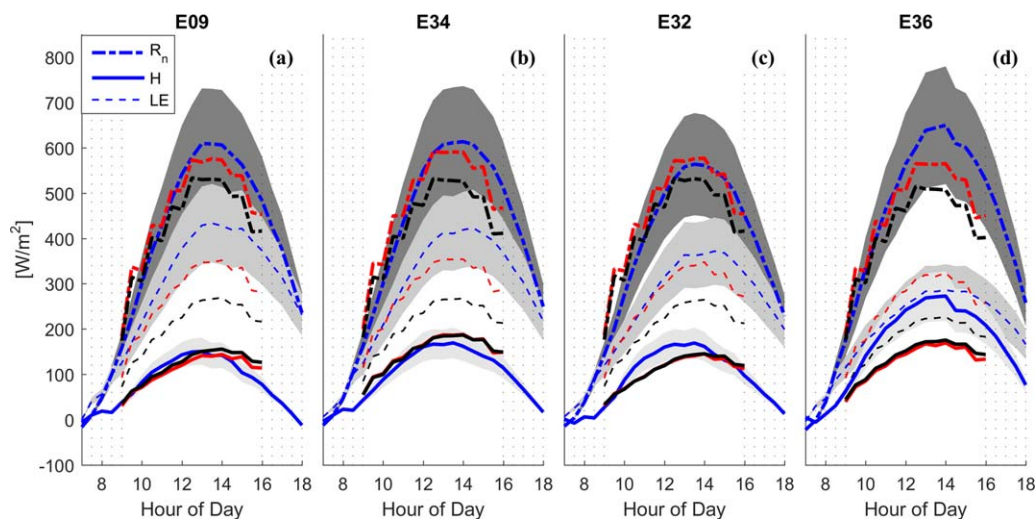 E09 E34 E32 E36
800 (a) (b) (c) (d)
Rn
H
LE
700
600
500
400
300
200
100
0
-100
[W/m²]
8 10 12 14 16 18 8 10 12 14 16 18 8 10 12 14 16 18 8 10 12 14 16 18
Hour of Day Hour of Day Hour of Day Hour of Day